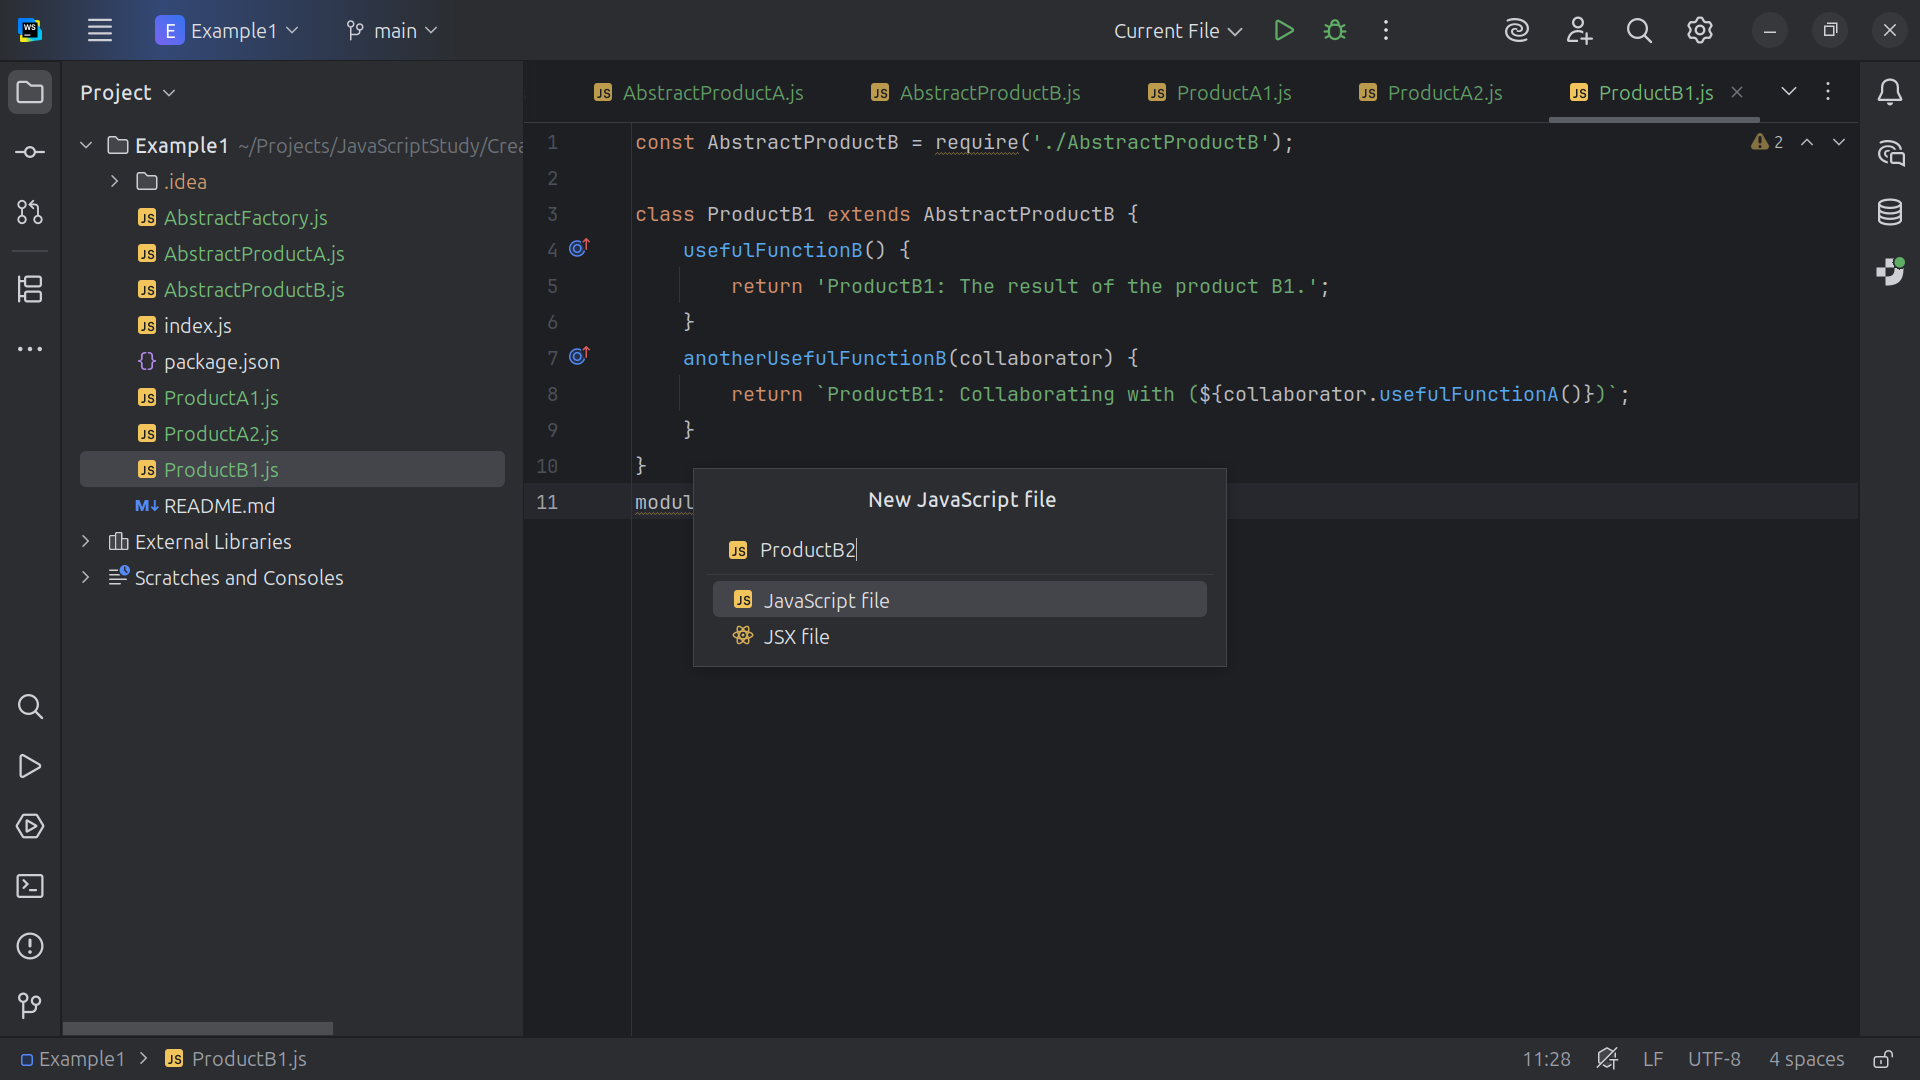 Example1
main
Current File
Project
AbstractProductA.js
AbstractProductB.js
ProductA1.js
ProductA2.js
ProductB1.js
Example1 ~/Projects/JavaScriptStudy/Crea
.idea
AbstractFactory.js
AbstractProductA.js
AbstractProductB.js
index.js
package.json
ProductA1.js
ProductA2.js
ProductB1.js
README.md
External Libraries
Scratches and Consoles
1 const AbstractProductB = require('./AbstractProductB');
2
3 class ProductB1 extends AbstractProductB {
4 usefulFunctionB() {
5 return 'ProductB1: The result of the product B1.';
6 }
7 anotherUsefulFunctionB(collaborator) {
8 return `ProductB1: Collaborating with (${collaborator.usefulFunctionA()})`;
9 }
10 }
11 modul
2
New JavaScript file
ProductB2
JavaScript file
JSX file
Example1 > ProductB1.js
11:28
LF
UTF-8
4 spaces